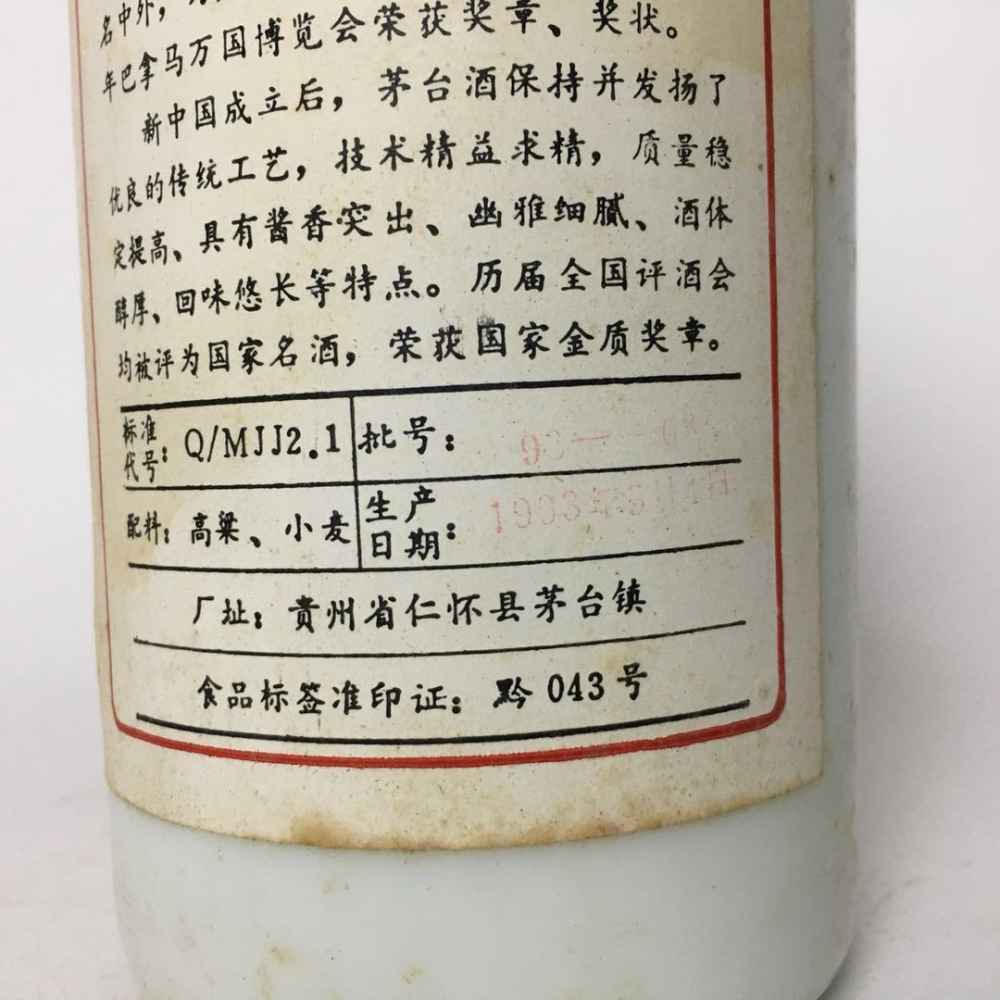 名中外，
年巴拿马万国博览会荣获奖章、奖状。
新中国成立后，茅台酒保持并发扬了
优良的传统工艺，技术精益求精，质量稳
定提高、具有酱香突出、幽雅细腻、酒体
醇厚、回味悠长等特点。历届全国评酒会
均被评为国家名酒，荣获国家金质奖章。
标准代号：Q/MJJ2.1 批号：
配料：高粱、小麦 生产日期：
厂址：贵州省仁怀县茅台镇
食品标签准印证：黔043号